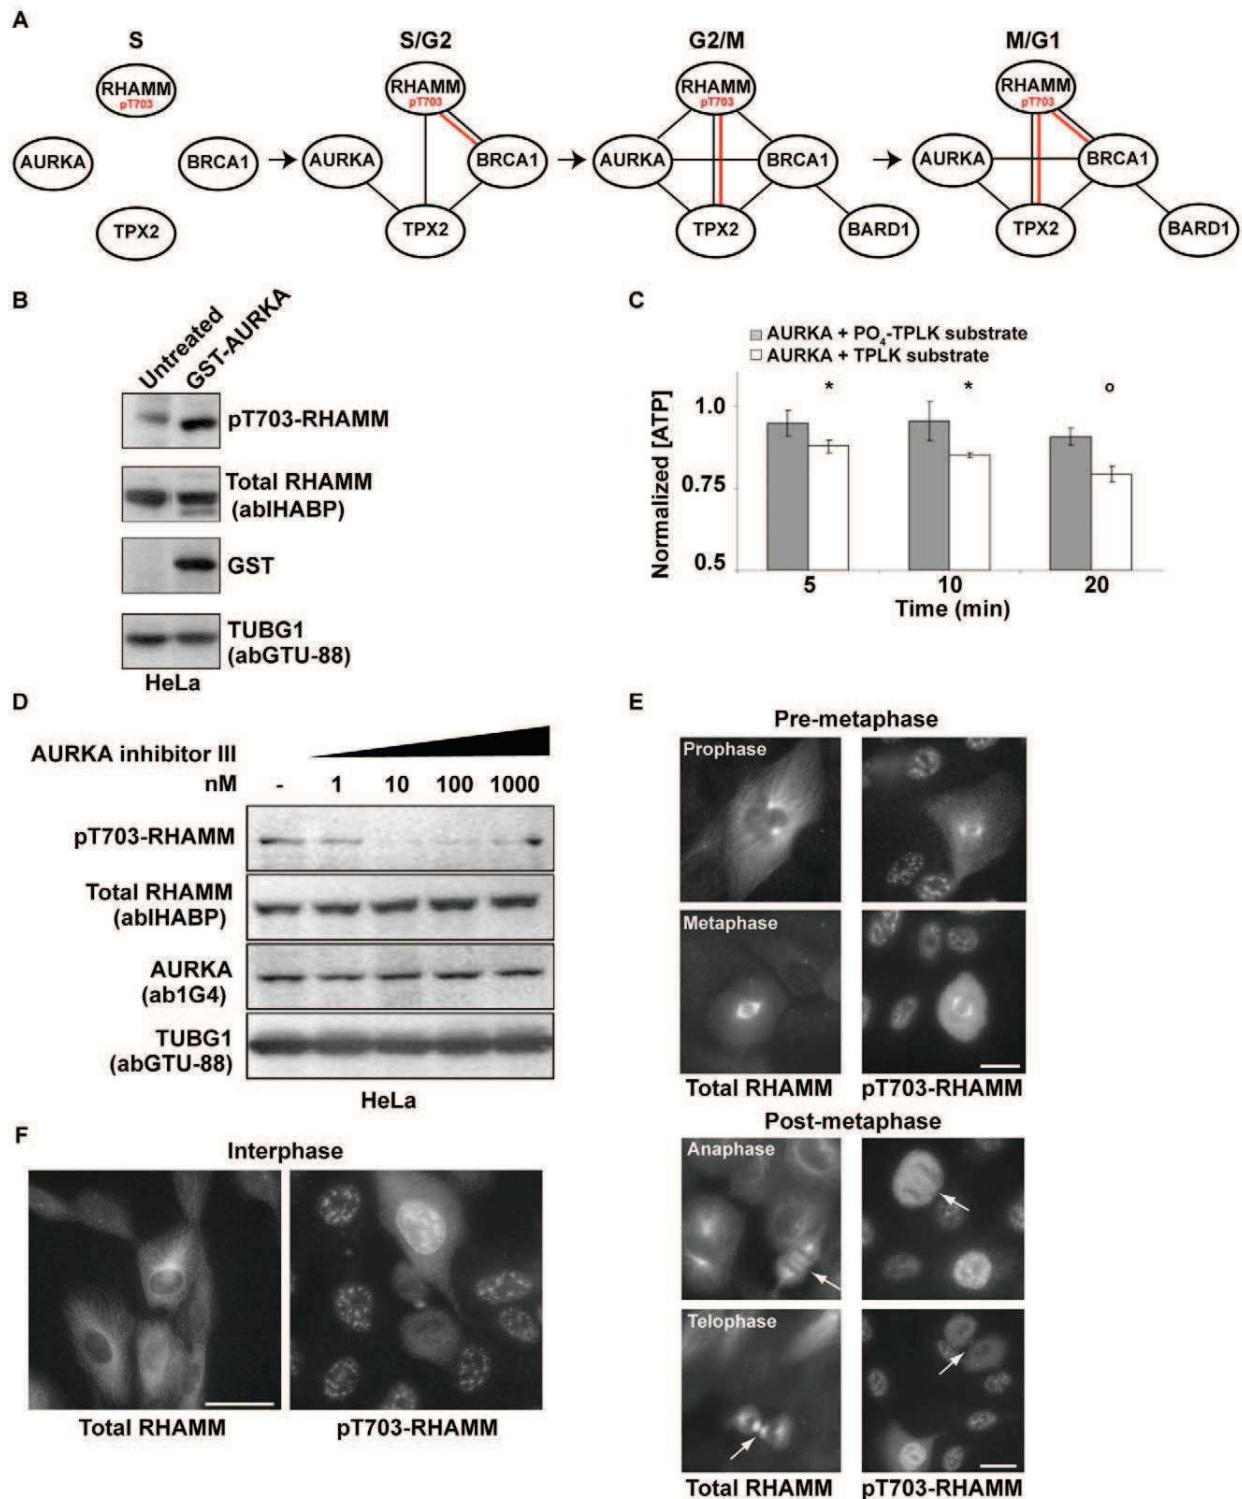 A
S
S/G2
G2/M
M/G1
RHAMM
pT703
AURKA
BRCA1
TPX2
RHAMM
pT703
AURKA
BRCA1
TPX2
RHAMM
pT703
AURKA
BRCA1
TPX2
BARD1
RHAMM
pT703
AURKA
BRCA1
TPX2
BARD1
B
Untreated
GST-AURKA
pT703-RHAMM
Total RHAMM
(abIHABP)
GST
TUBG1
(abGTU-88)
HeLa
C
AURKA + PO4-TPLK substrate
AURKA + TPLK substrate
Normalized [ATP]
1.0
0.75
0.5
* * o
5 10 20
Time (min)
D
AURKA inhibitor III
nM - 1 10 100 1000
pT703-RHAMM
Total RHAMM
(abIHABP)
AURKA
(ab1G4)
TUBG1
(abGTU-88)
HeLa
E
Pre-metaphase
Prophase
Metaphase
Total RHAMM pT703-RHAMM
Post-metaphase
Anaphase
Telophase
Total RHAMM pT703-RHAMM
F
Interphase
Total RHAMM pT703-RHAMM